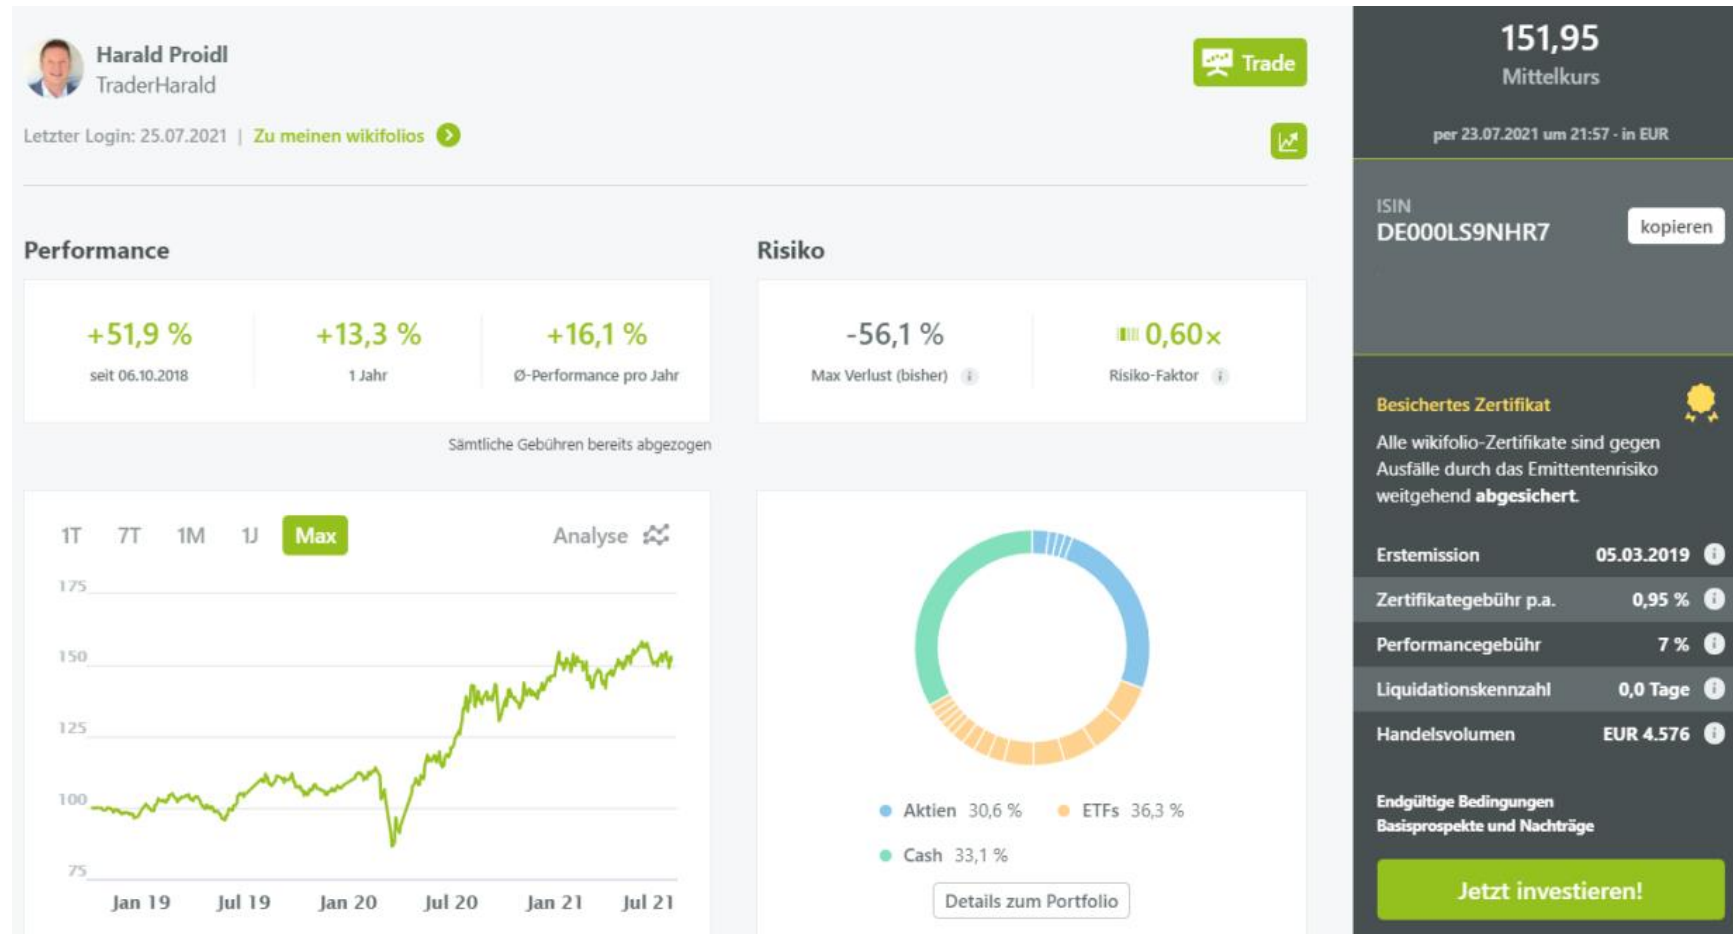 Harald Proidl
TraderHarald
Trade
Letzter Login: 25.07.2021 | Zu meinen wikifolios
Performance
+51,9 %
seit 06.10.2018
+13,3 %
1 Jahr
+16,1 %
Ø-Performance pro Jahr
Sämtliche Gebühren bereits abgezogen
Risiko
-56,1 %
Max Verlust (bisher) i
0,60x
Risiko-Faktor i
1T 7T 1M 1J Max Analyse
175
150
125
100
75
Jan 19 Jul 19 Jan 20 Jul 20 Jan 21 Jul 21
Aktien 30,6 % ETFs 36,3 %
Cash 33,1 %
Details zum Portfolio
151,95
Mittelkurs
per 23.07.2021 um 21:57 - in EUR
ISIN
DE000LS9NHR7
kopieren
Besichertes Zertifikat
Alle wikifolio-Zertifikate sind gegen
Ausfälle durch das Emittentenrisiko
weitgehend abgesichert.
Erstemission 05.03.2019 i
Zertifikategebühr p.a. 0,95 % i
Performancegebühr 7 % i
Liquidationskennzahl 0,0 Tage i
Handelsvolumen EUR 4.576 i
Endgültige Bedingungen
Basisprospekte und Nachträge
Jetzt investieren!